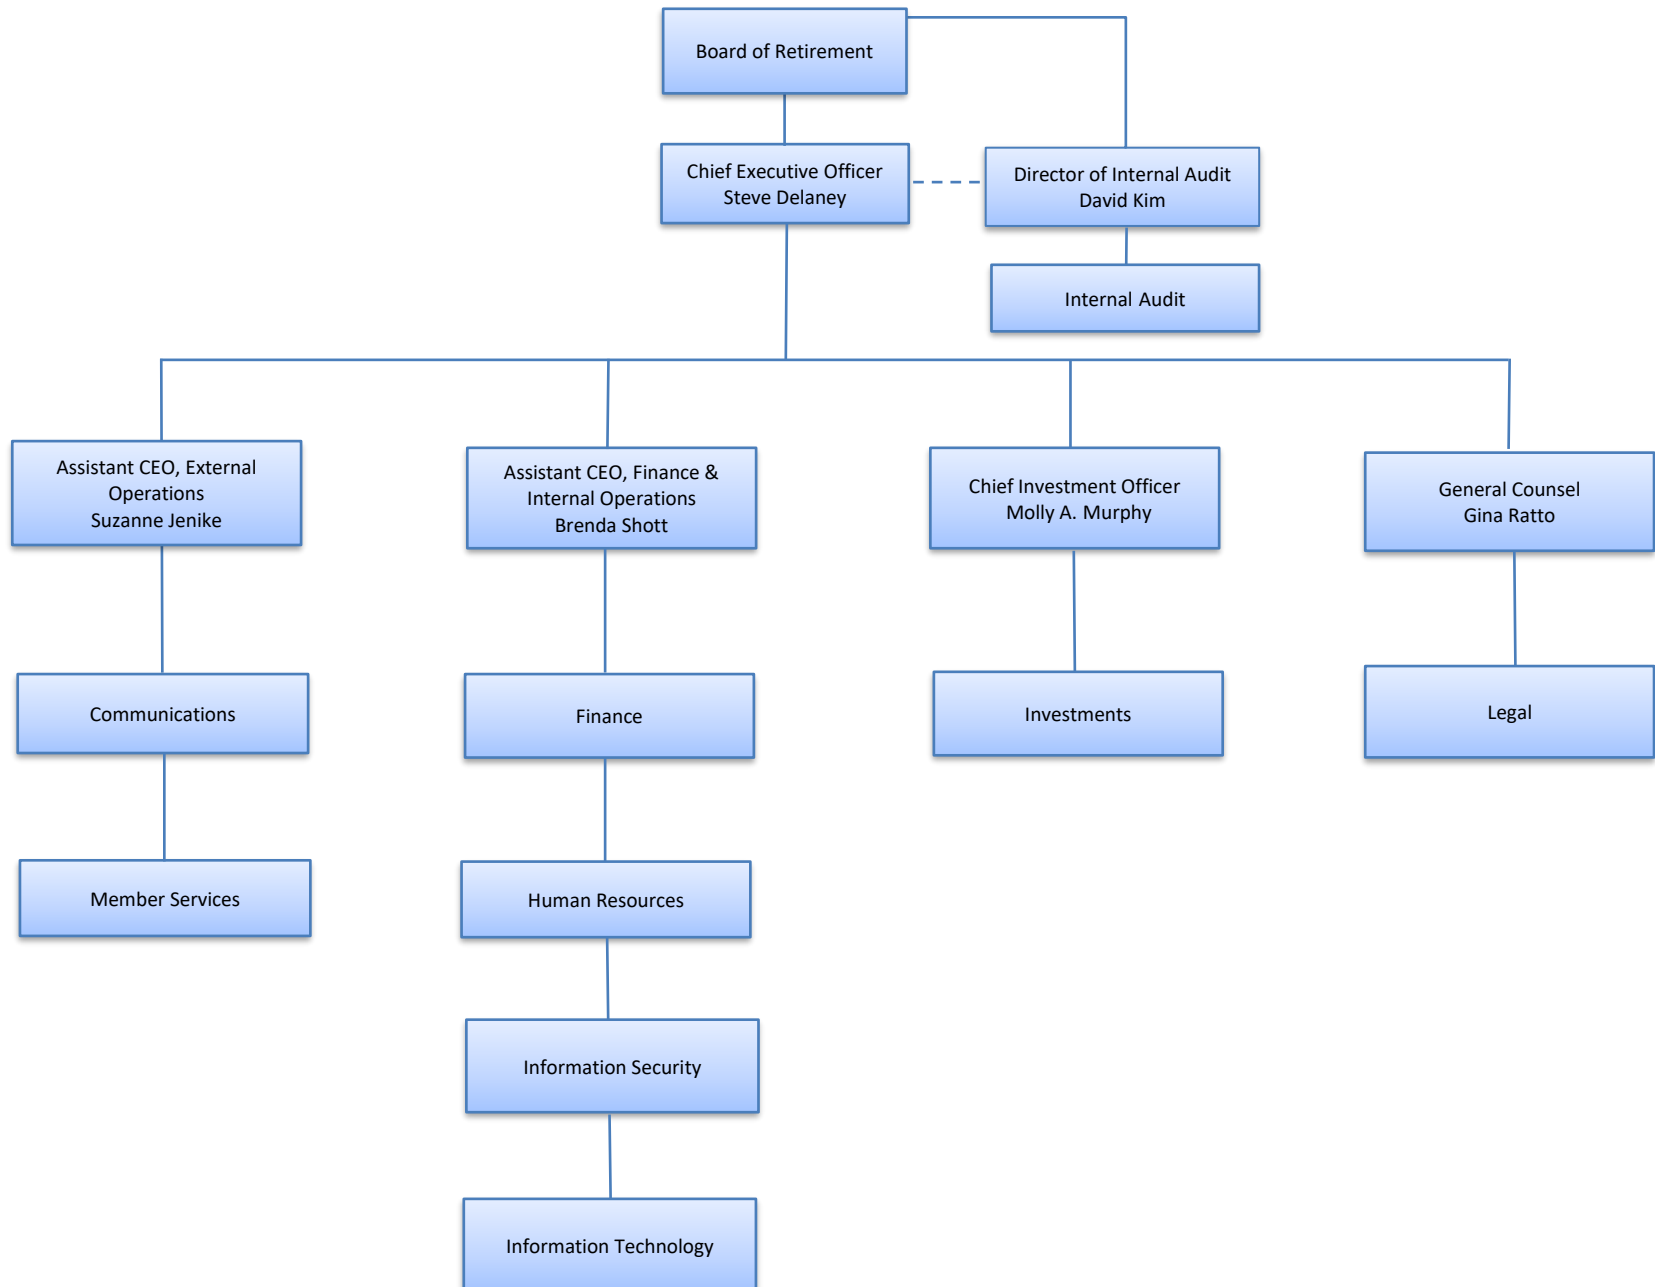 Board of Retirement
Chief Executive Officer
Steve Delaney
Director of Internal Audit
David Kim
Internal Audit
Assistant CEO, External
Operations
Suzanne Jenike
Assistant CEO, Finance &
Internal Operations
Brenda Shott
Chief Investment Officer
Molly A. Murphy
General Counsel
Gina Ratto
Communications
Finance
Investments
Legal
Member Services
Human Resources
Information Security
Information Technology